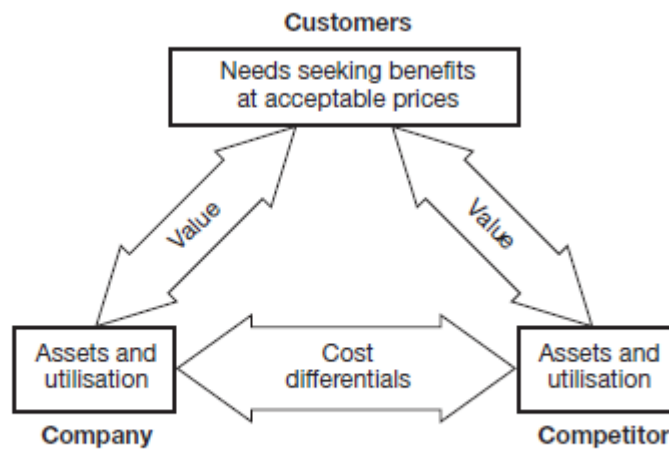 Customers
Needs seeking benefits
at acceptable prices
Value
Value
Assets and
utilisation
Cost
differentials
Assets and
utilisation
Company
Competitor